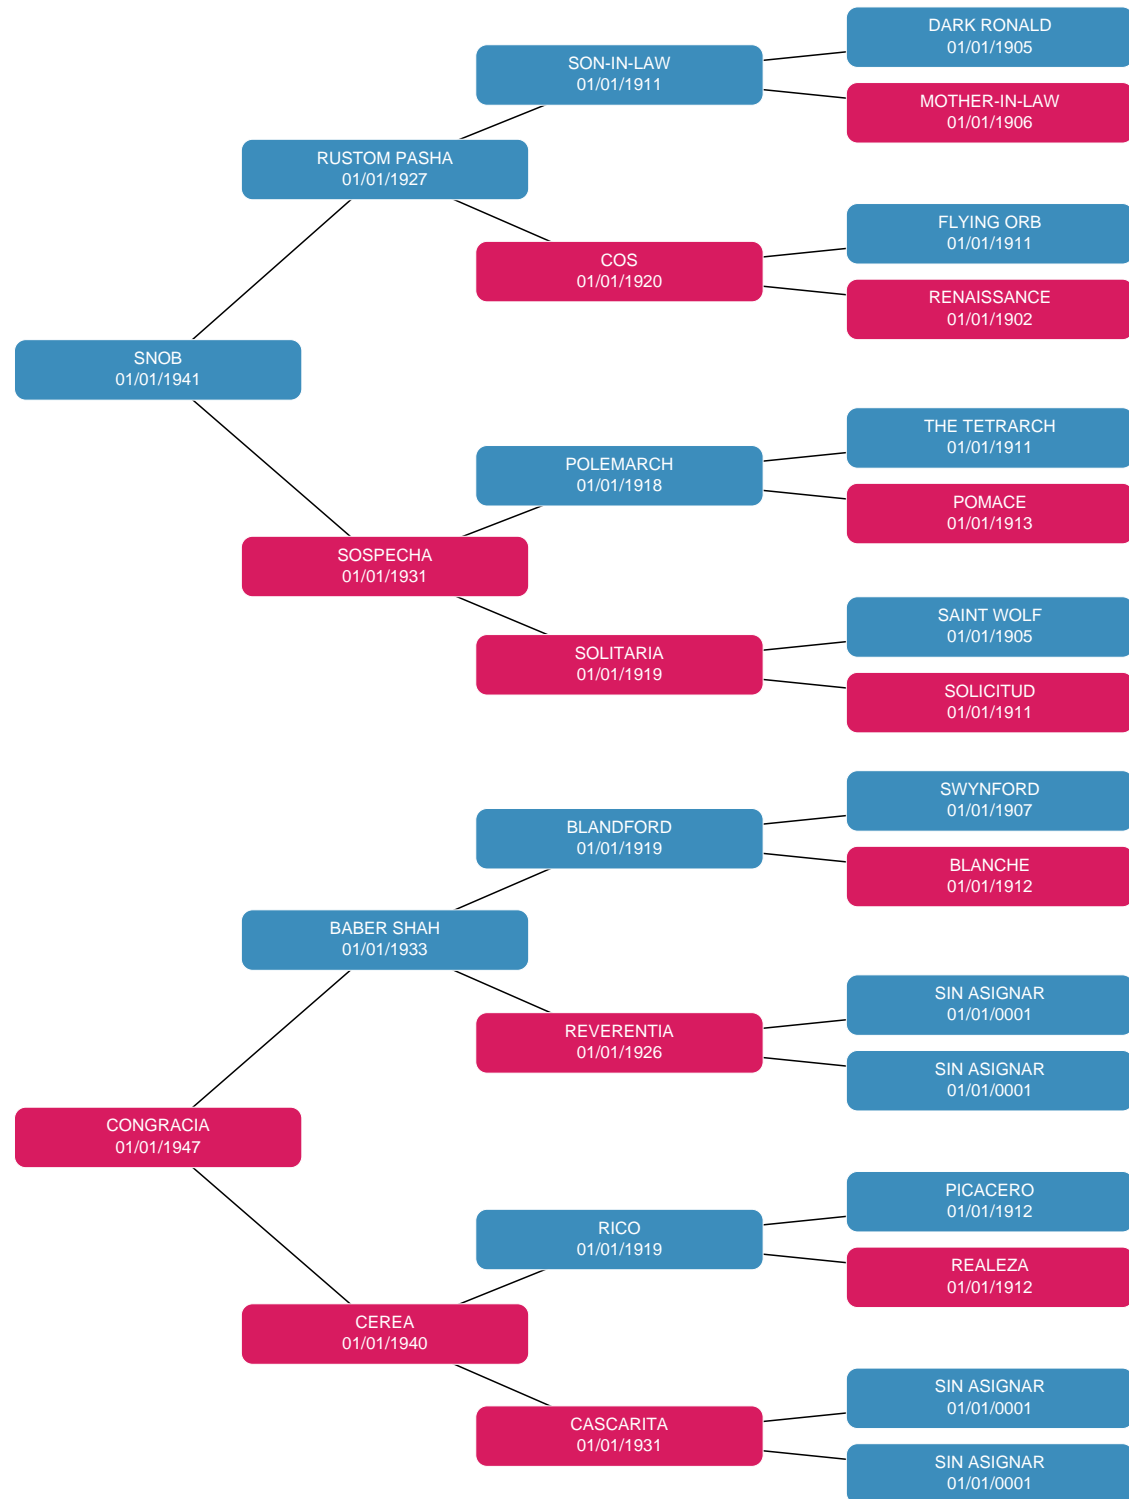 DARK RONALD
01/01/1905
SON-IN-LAW
01/01/1911
MOTHER-IN-LAW
01/01/1906
RUSTOM PASHA
01/01/1927
FLYING ORB
01/01/1911
COS
01/01/1920
RENAISSANCE
01/01/1902
SNOB
01/01/1941
THE TETRARCH
01/01/1911
POLEMARCH
01/01/1918
POMACE
01/01/1913
SOSPECHA
01/01/1931
SAINT WOLF
01/01/1905
SOLITARIA
01/01/1919
SOLICITUD
01/01/1911
SWYNFORD
01/01/1907
BLANDFORD
01/01/1919
BLANCHE
01/01/1912
BABER SHAH
01/01/1933
SIN ASIGNAR
01/01/0001
REVERENTIA
01/01/1926
SIN ASIGNAR
01/01/0001
CONGRACIA
01/01/1947
PICACERO
01/01/1912
RICO
01/01/1919
REALEZA
01/01/1912
CEREA
01/01/1940
SIN ASIGNAR
01/01/0001
CASCARITA
01/01/1931
SIN ASIGNAR
01/01/0001